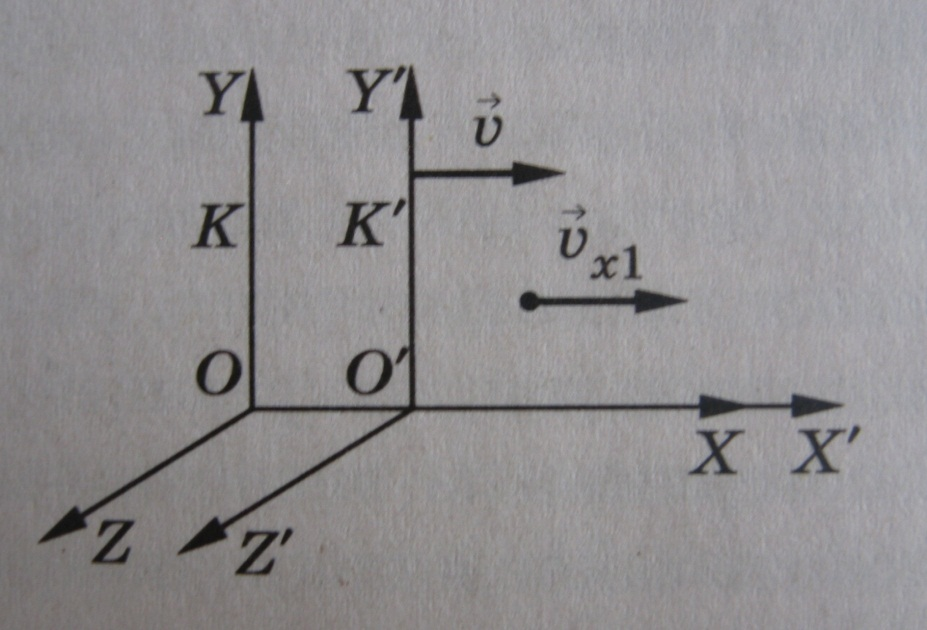 Y Y′ v⃗
K K′ v⃗x1
O O′
X X′
Z Z′